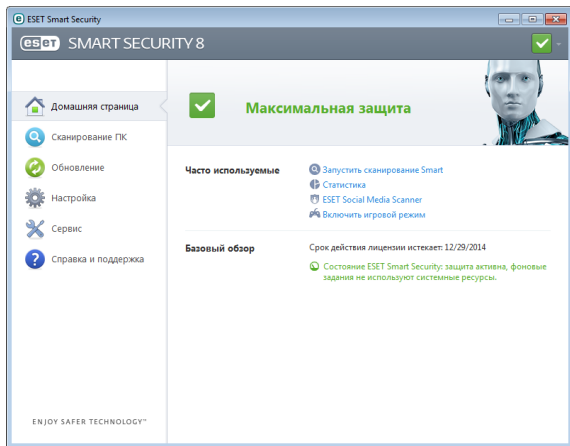 ESET Smart Security
eset SMART SECURITY 8
Домашняя страница
Сканирование ПК
Обновление
Настройка
Сервис
Справка и поддержка
ENJOY SAFER TECHNOLOGY™
Максимальная защита
Часто используемые
Запустить сканирование Smart
Статистика
ESET Social Media Scanner
Включить игровой режим
Базовый обзор
Срок действия лицензии истекает: 12/29/2014
Состояние ESET Smart Security: защита активна, фоновые
задания не используют системные ресурсы.